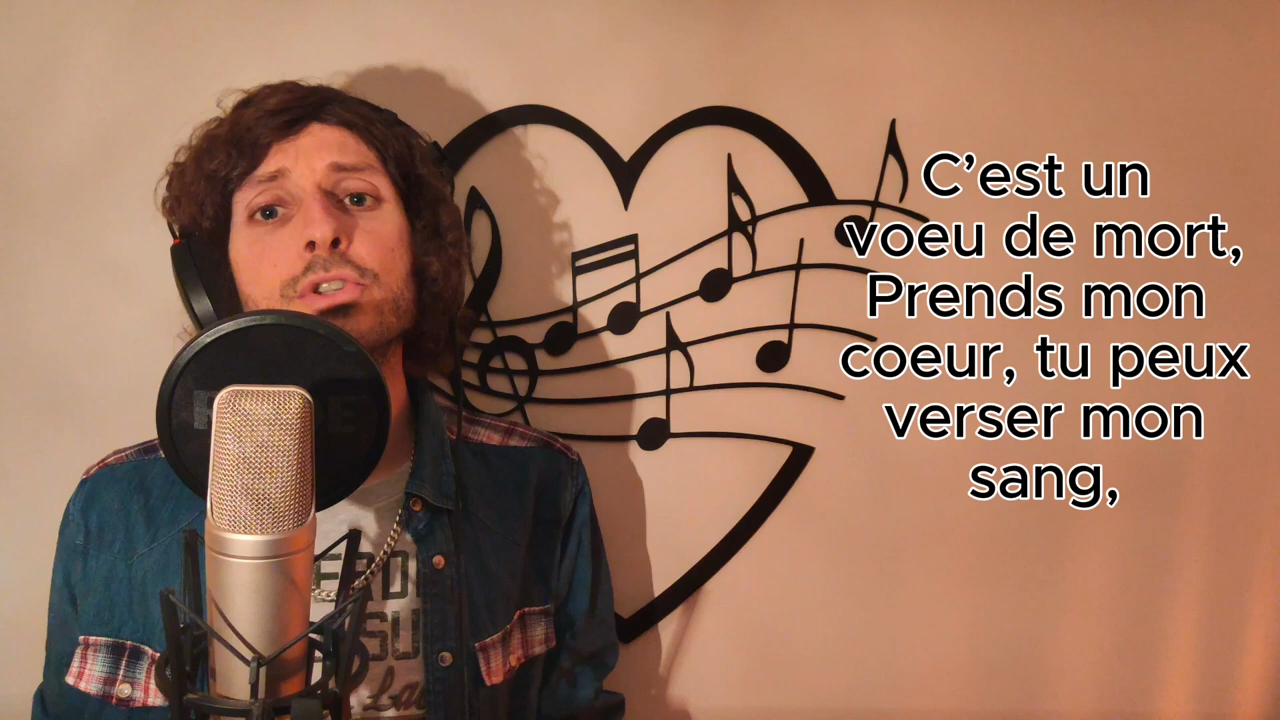 C’est un
voeu de mort,
Prends mon
coeur, tu peux
verser mon
sang,